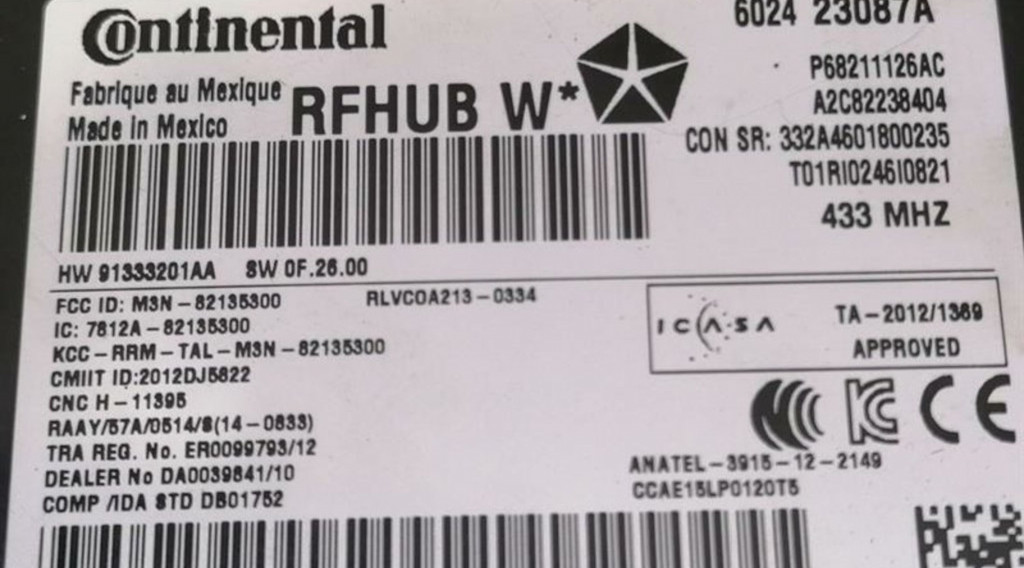 Continental
6024 23087A
Fabrique au Mexique
Made in Mexico
RFHUB W*
P68211126AC
A2C82238404
CON SR: 332A4601800235
T01RI0246I0821
433 MHZ
HW 91333201AA SW 0F.26.00
FCC ID: M3N-82135300 RLVCOA213-0334
IC: 7812A-82135300
KCC-RRM-TAL-M3N-82135300
CMIIT ID:2012DJ5822
CNC H-11395
RAAY/57A/0514/S(14-0833)
TRA REG. No. ER0099793/12
DEALER No DA0039841/10
COMP /IDA STD DB01752
ICASA TA-2012/1369
APPROVED
CE
ANATEL-3915-12-2149
CCAE15LP0120T5